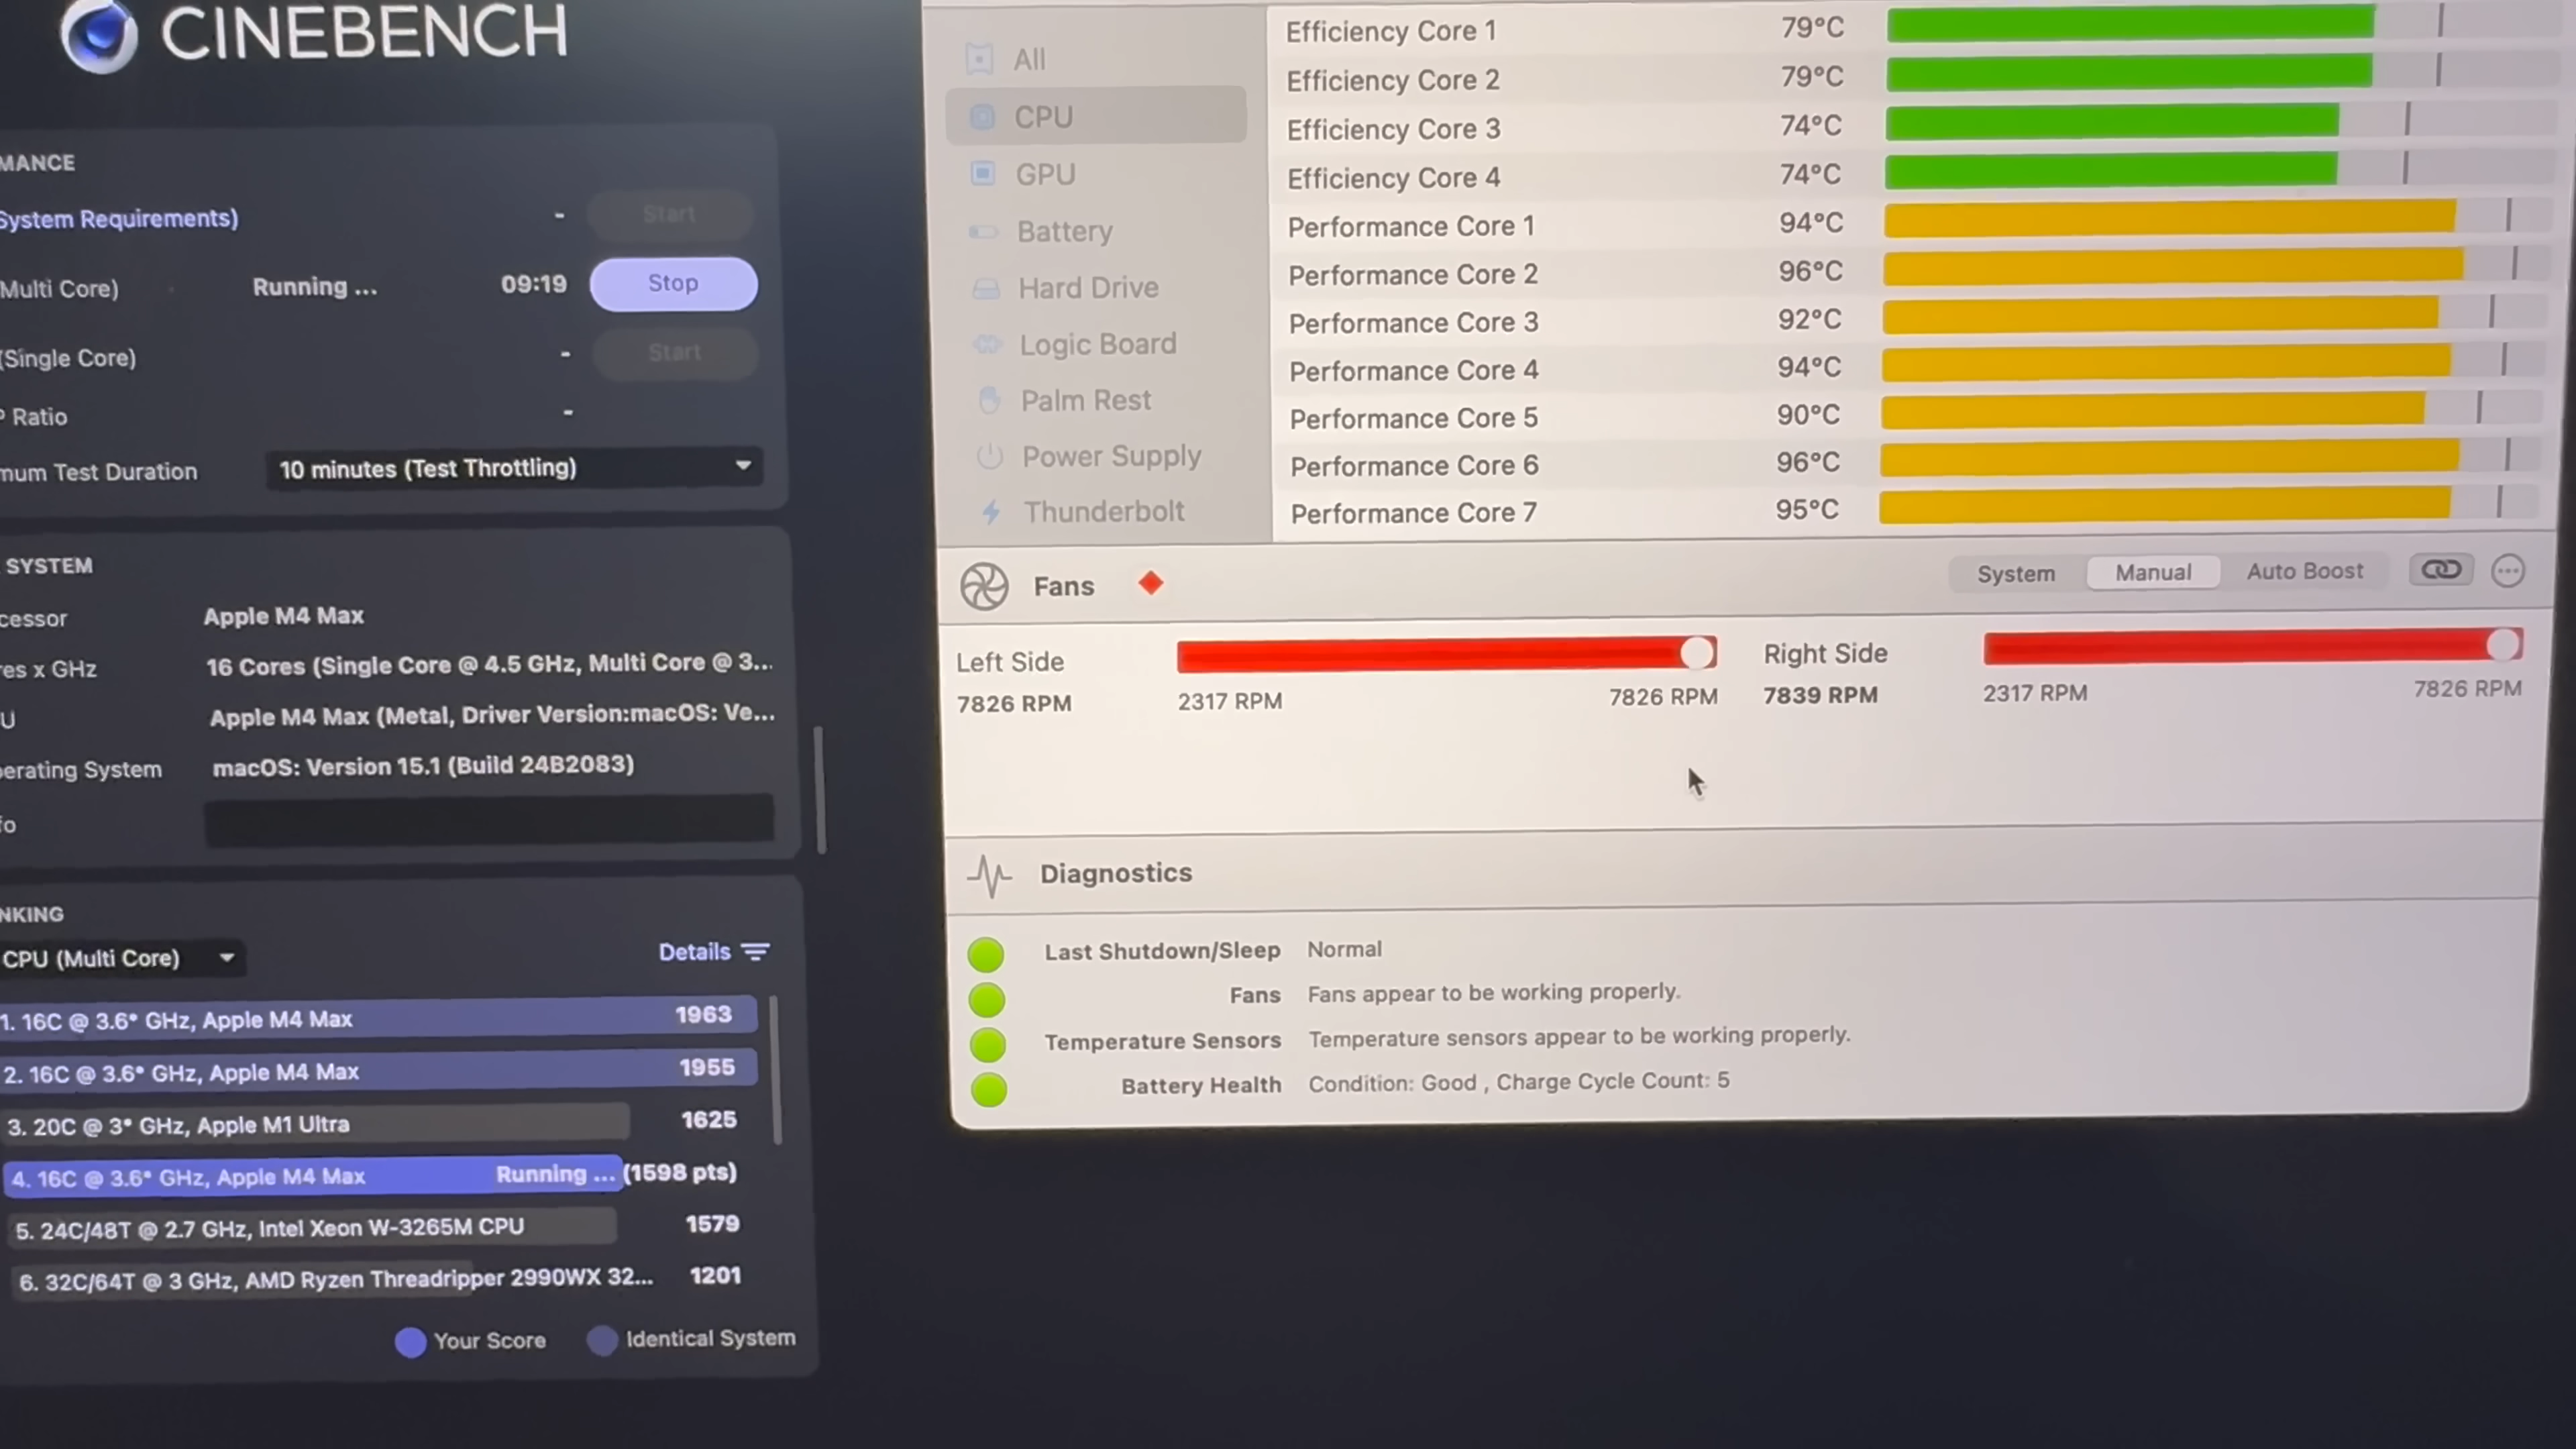 CINEBENCH
MANCE
System Requirements)
-
Start
Multi Core)
Running ...
09:19
Stop
(Single Core)
-
Start
P Ratio
-
mum Test Duration
10 minutes (Test Throttling)
SYSTEM
cessor
Apple M4 Max
es x GHz
16 Cores (Single Core @ 4.5 GHz, Multi Core @ 3...
U
Apple M4 Max (Metal, Driver Version:macOS: Ve...
erating System
macOS: Version 15.1 (Build 24B2083)
fo
NKING
CPU (Multi Core)
Details
1. 16C @ 3.6* GHz, Apple M4 Max
1963
2. 16C @ 3.6* GHz, Apple M4 Max
1955
3. 20C @ 3* GHz, Apple M1 Ultra
1625
4. 16C @ 3.6* GHz, Apple M4 Max
Running ... (1598 pts)
5. 24C/48T @ 2.7 GHz, Intel Xeon W-3265M CPU
1579
6. 32C/64T @ 3 GHz, AMD Ryzen Threadripper 2990WX 32...
1201
Your Score
Identical System
All
CPU
GPU
Battery
Hard Drive
Logic Board
Palm Rest
Power Supply
Thunderbolt
Efficiency Core 1 79°C
Efficiency Core 2 79°C
Efficiency Core 3 74°C
Efficiency Core 4 74°C
Performance Core 1 94°C
Performance Core 2 96°C
Performance Core 3 92°C
Performance Core 4 94°C
Performance Core 5 90°C
Performance Core 6 96°C
Performance Core 7 95°C
Fans
System
Manual
Auto Boost
Left Side
7826 RPM
2317 RPM
7826 RPM
Right Side
7839 RPM
2317 RPM
7826 RPM
Diagnostics
Last Shutdown/Sleep Normal
Fans Fans appear to be working properly.
Temperature Sensors Temperature sensors appear to be working properly.
Battery Health Condition: Good , Charge Cycle Count: 5